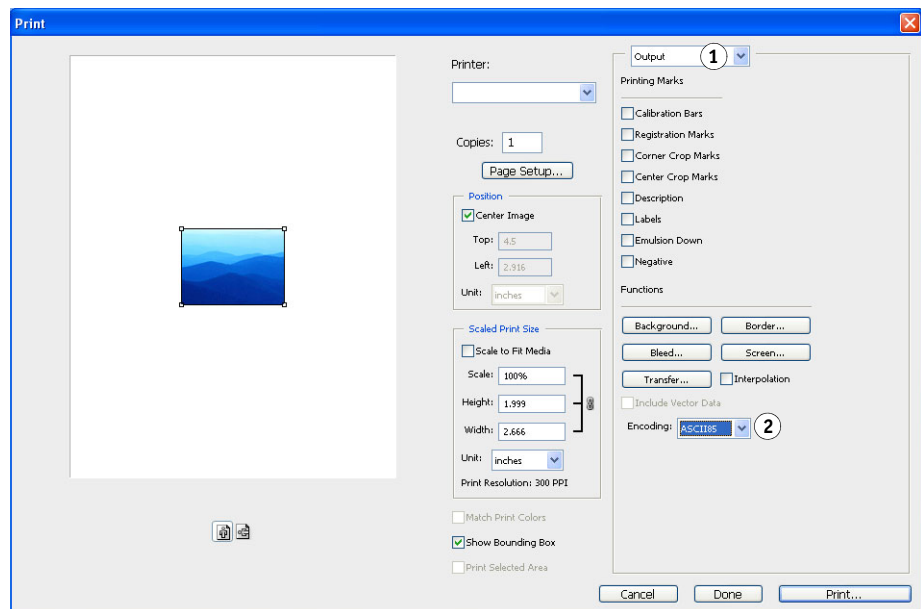 Print
Printer:
Copies: 1
Page Setup...
Position
Center Image
Top: 4.5
Left: 2.916
Unit: inches
Scaled Print Size
Scale to Fit Media
Scale: 100%
Height: 1.999
Width: 2.666
Unit: inches
Print Resolution: 300 PPI
Match Print Colors
Show Bounding Box
Print Selected Area
Output 1
Printing Marks
Calibration Bars
Registration Marks
Corner Crop Marks
Center Crop Marks
Description
Labels
Emulsion Down
Negative
Functions
Background... Border...
Bleed... Screen...
Transfer... Interpolation
Include Vector Data
Encoding: ASCII85 2
Cancel Done Print...